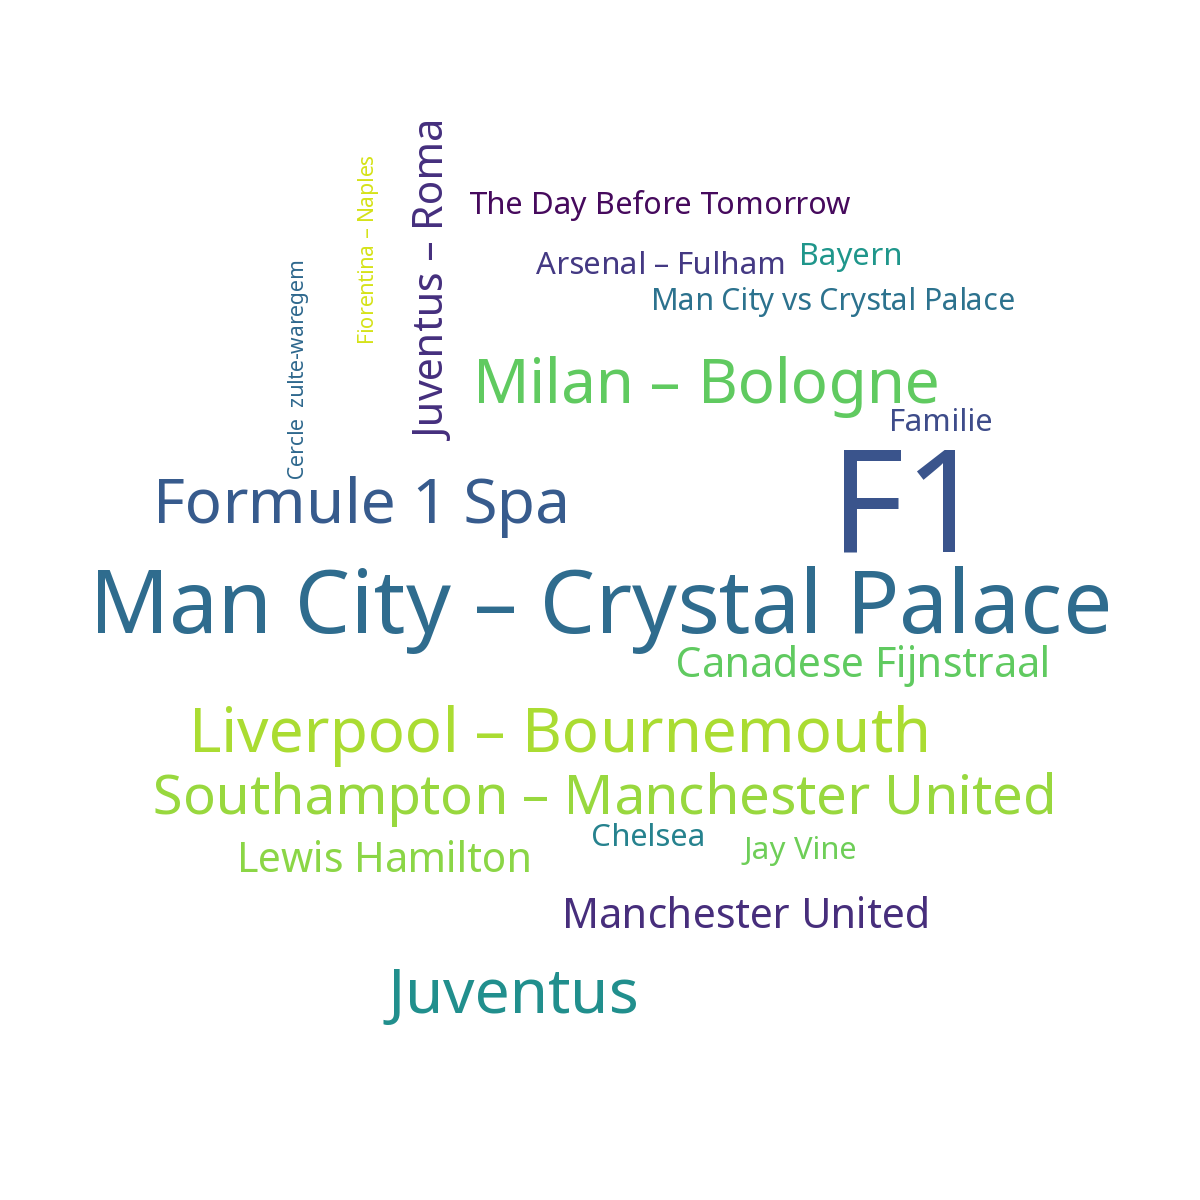 Juventus – Roma
Fiorentina – Naples
The Day Before Tomorrow
Arsenal – Fulham
Bayern
Cercle zulte-waregem
Man City vs Crystal Palace
Milan – Bologne
Familie
F1
Formule 1 Spa
Man City – Crystal Palace
Canadese Fijnstraal
Liverpool – Bournemouth
Southampton – Manchester United
Chelsea
Jay Vine
Lewis Hamilton
Manchester United
Juventus